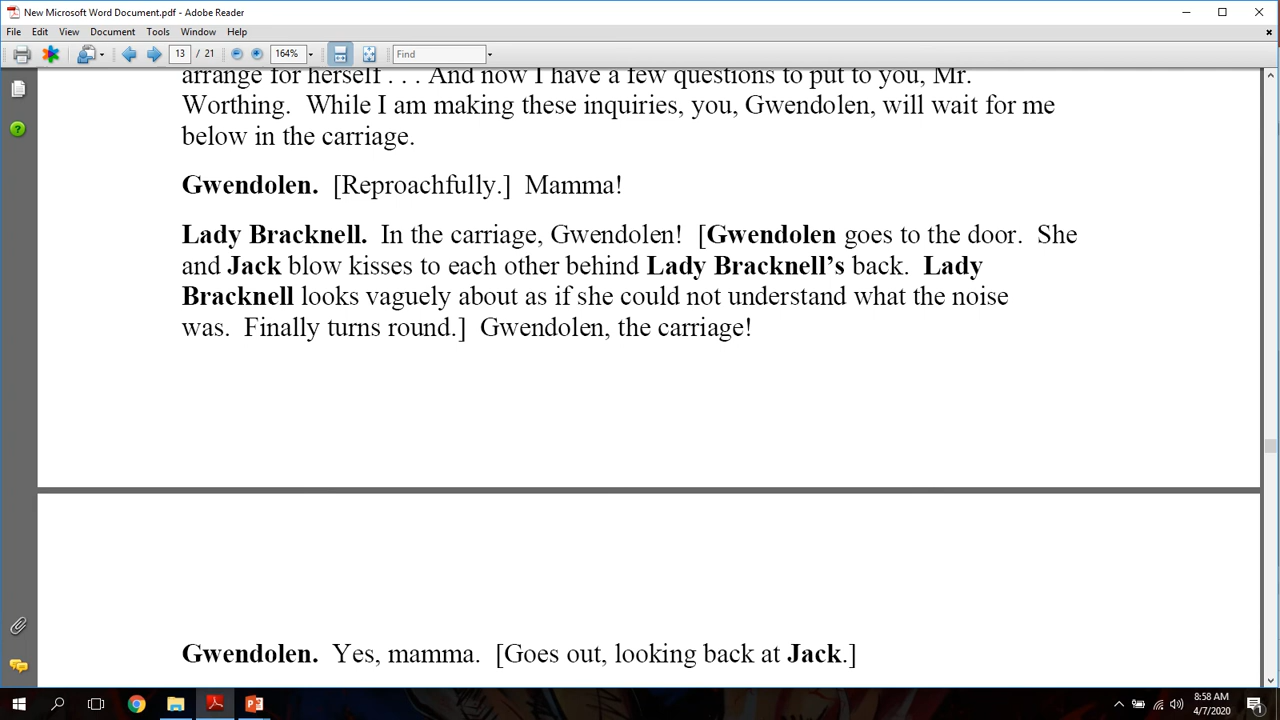 New Microsoft Word Document.pdf - Adobe Reader
File Edit View Document Tools Window Help
13 / 21 164% Find
arrange for herself . . . And now I have a few questions to put to you, Mr.
Worthing.  While I am making these inquiries, you, Gwendolen, will wait for me
below in the carriage.
Gwendolen.  [Reproachfully.]  Mamma!
Lady Bracknell.  In the carriage, Gwendolen!  [Gwendolen goes to the door.  She
and Jack blow kisses to each other behind Lady Bracknell’s back.  Lady
Bracknell looks vaguely about as if she could not understand what the noise
was.  Finally turns round.]  Gwendolen, the carriage!
Gwendolen.  Yes, mamma.  [Goes out, looking back at Jack.]
8:58 AM
4/7/2020